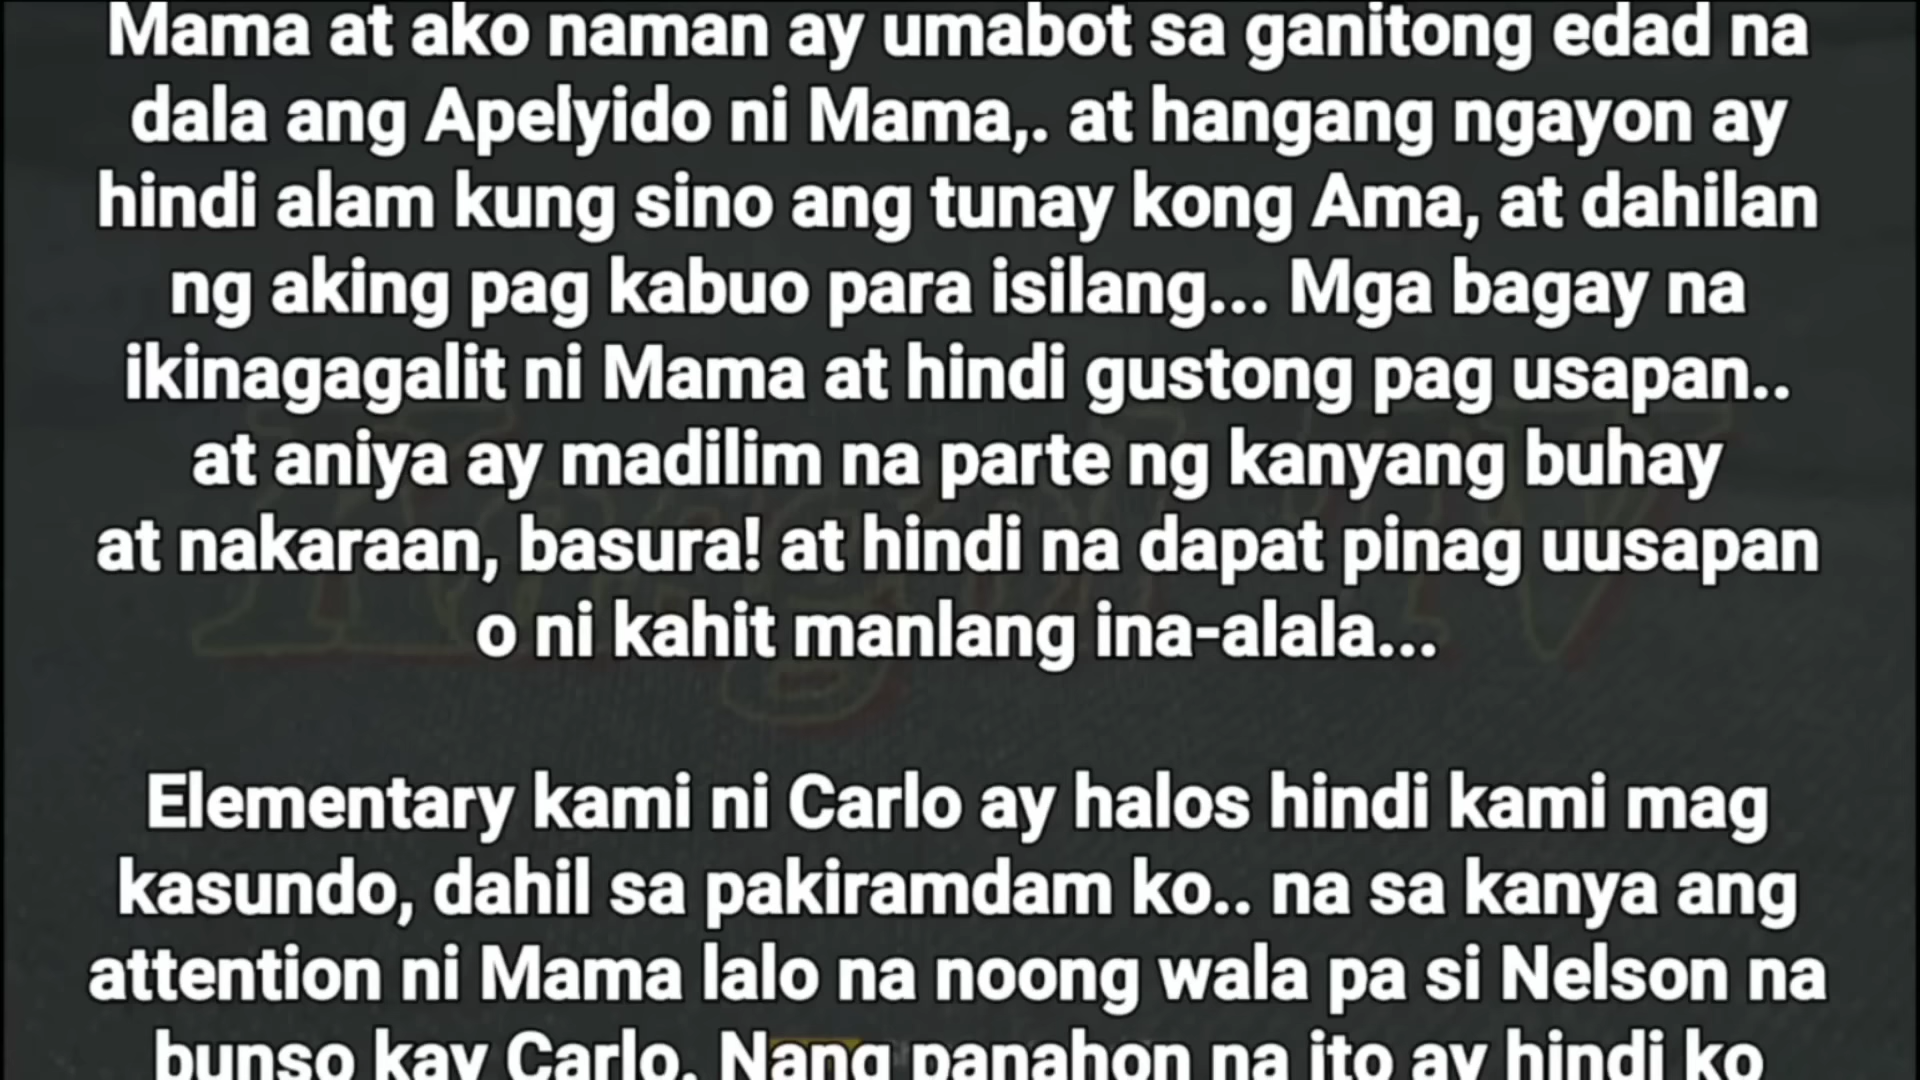 Mama at ako naman ay umabot sa ganitong edad na
dala ang Apelyido ni Mama,. at hangang ngayon ay
hindi alam kung sino ang tunay kong Ama, at dahilan
ng aking pag kabuo para isilang... Mga bagay na
ikinagagalit ni Mama at hindi gustong pag usapan..
at aniya ay madilim na parte ng kanyang buhay
at nakaraan, basura! at hindi na dapat pinag uusapan
o ni kahit manlang ina-alala...
Elementary kami ni Carlo ay halos hindi kami mag
kasundo, dahil sa pakiramdam ko.. na sa kanya ang
attention ni Mama lalo na noong wala pa si Nelson na
bunso kay Carlo. Nang panahon na ito ay hindi ko